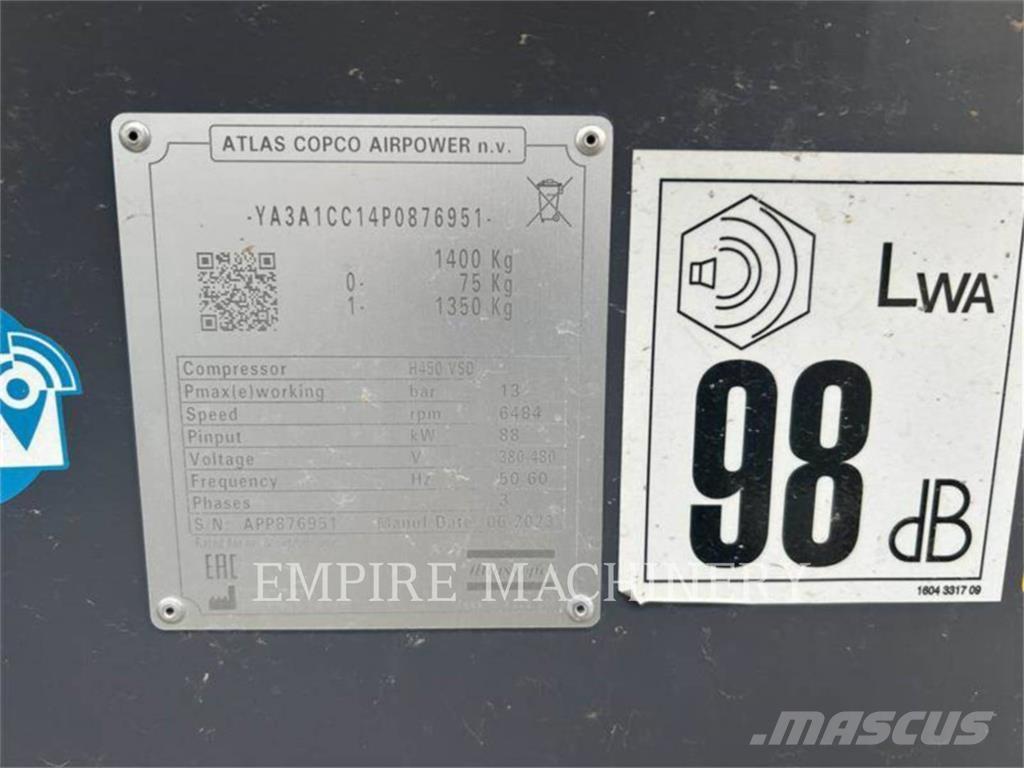 ATLAS COPCO AIRPOWER n.v.
-YA3A1CC14P0876951-
1400 Kg
0- 75 Kg
1- 1350 Kg
Compressor H450 VSD
Pmax(e)working bar 13
Speed rpm 6484
Pinput kW 88
Voltage V 380-480
Frequency Hz 50-60
Phases 3
S.N: APP876951 Manuf.Date 06-2023
EAC
EMPIRE MACHINERY
LWA
98
dB
1604 3317 09
MASCUS